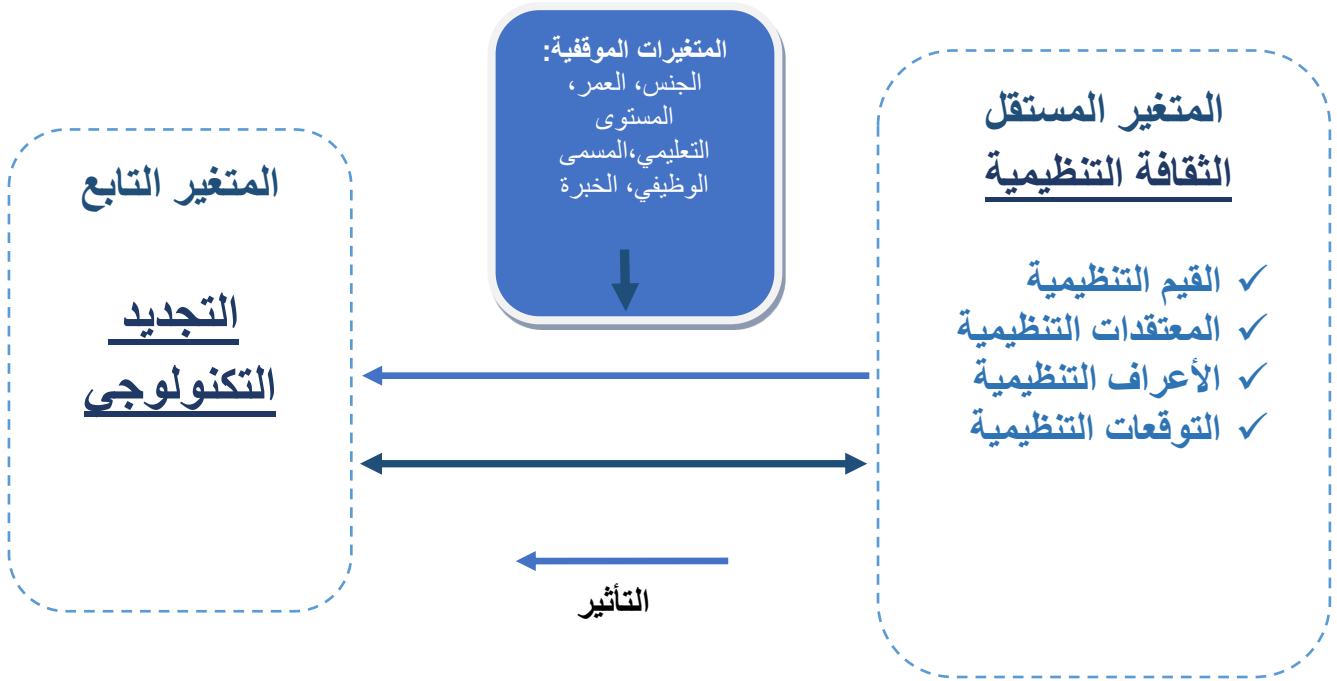 المتغير المستقل
الثقافة التنظيمية
✓ القيم التنظيمية
✓ المعتقدات التنظيمية
✓ الأعراف التنظيمية
✓ التوقعات التنظيمية
المتغيرات الموقفية:
الجنس، العمر،
المستوى
التعليمي،المسمى
الوظيفي، الخبرة
المتغير التابع
التجديد
التكنولوجي
التأثير